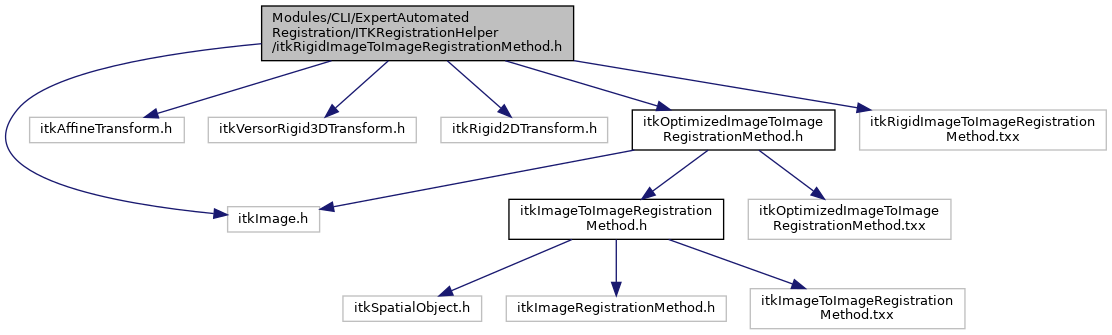 Modules/CLI/ExpertAutomated
Registration/ITKRegistrationHelper
/itkRigidImageToImageRegistrationMethod.h
itkAffineTransform.h
itkVersorRigid3DTransform.h
itkRigid2DTransform.h
itkOptimizedImageToImage
RegistrationMethod.h
itkRigidImageToImageRegistration
Method.txx
itkImage.h
itkImageToImageRegistration
Method.h
itkOptimizedImageToImage
RegistrationMethod.txx
itkSpatialObject.h
itkImageRegistrationMethod.h
itkImageToImageRegistration
Method.txx